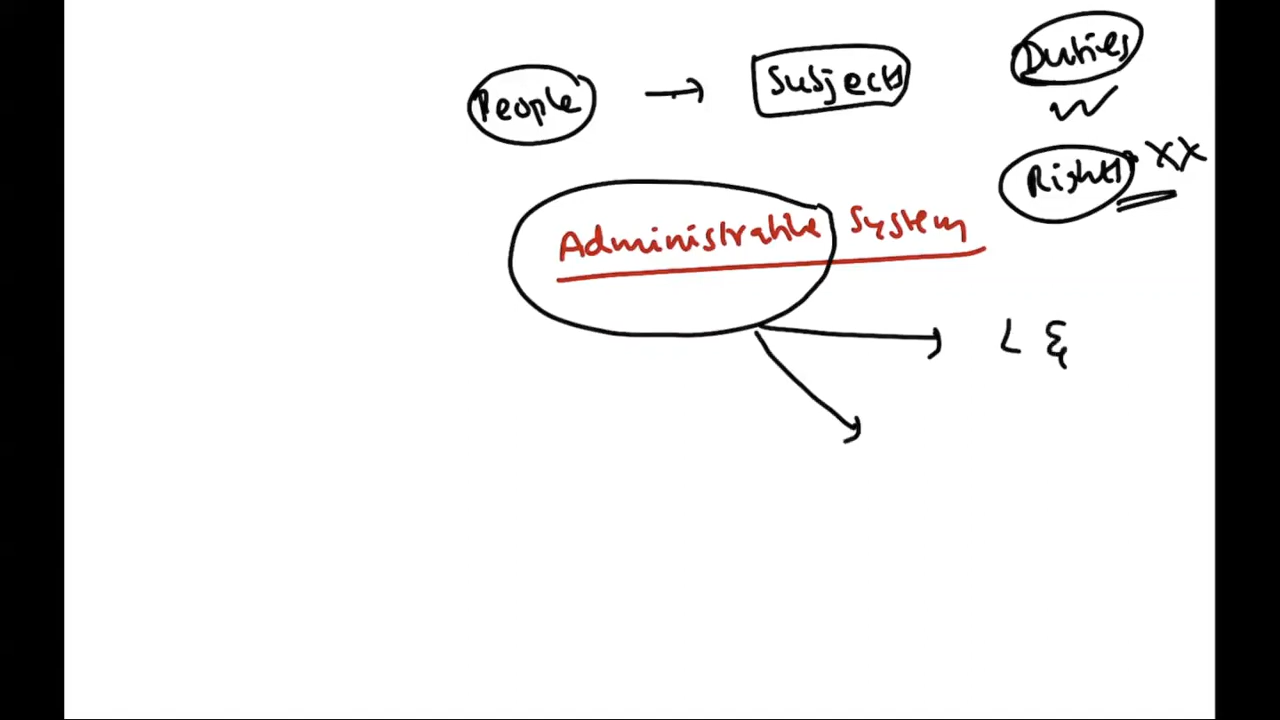 People → Subjects
Duties
Rights XX
Administrative System
L &